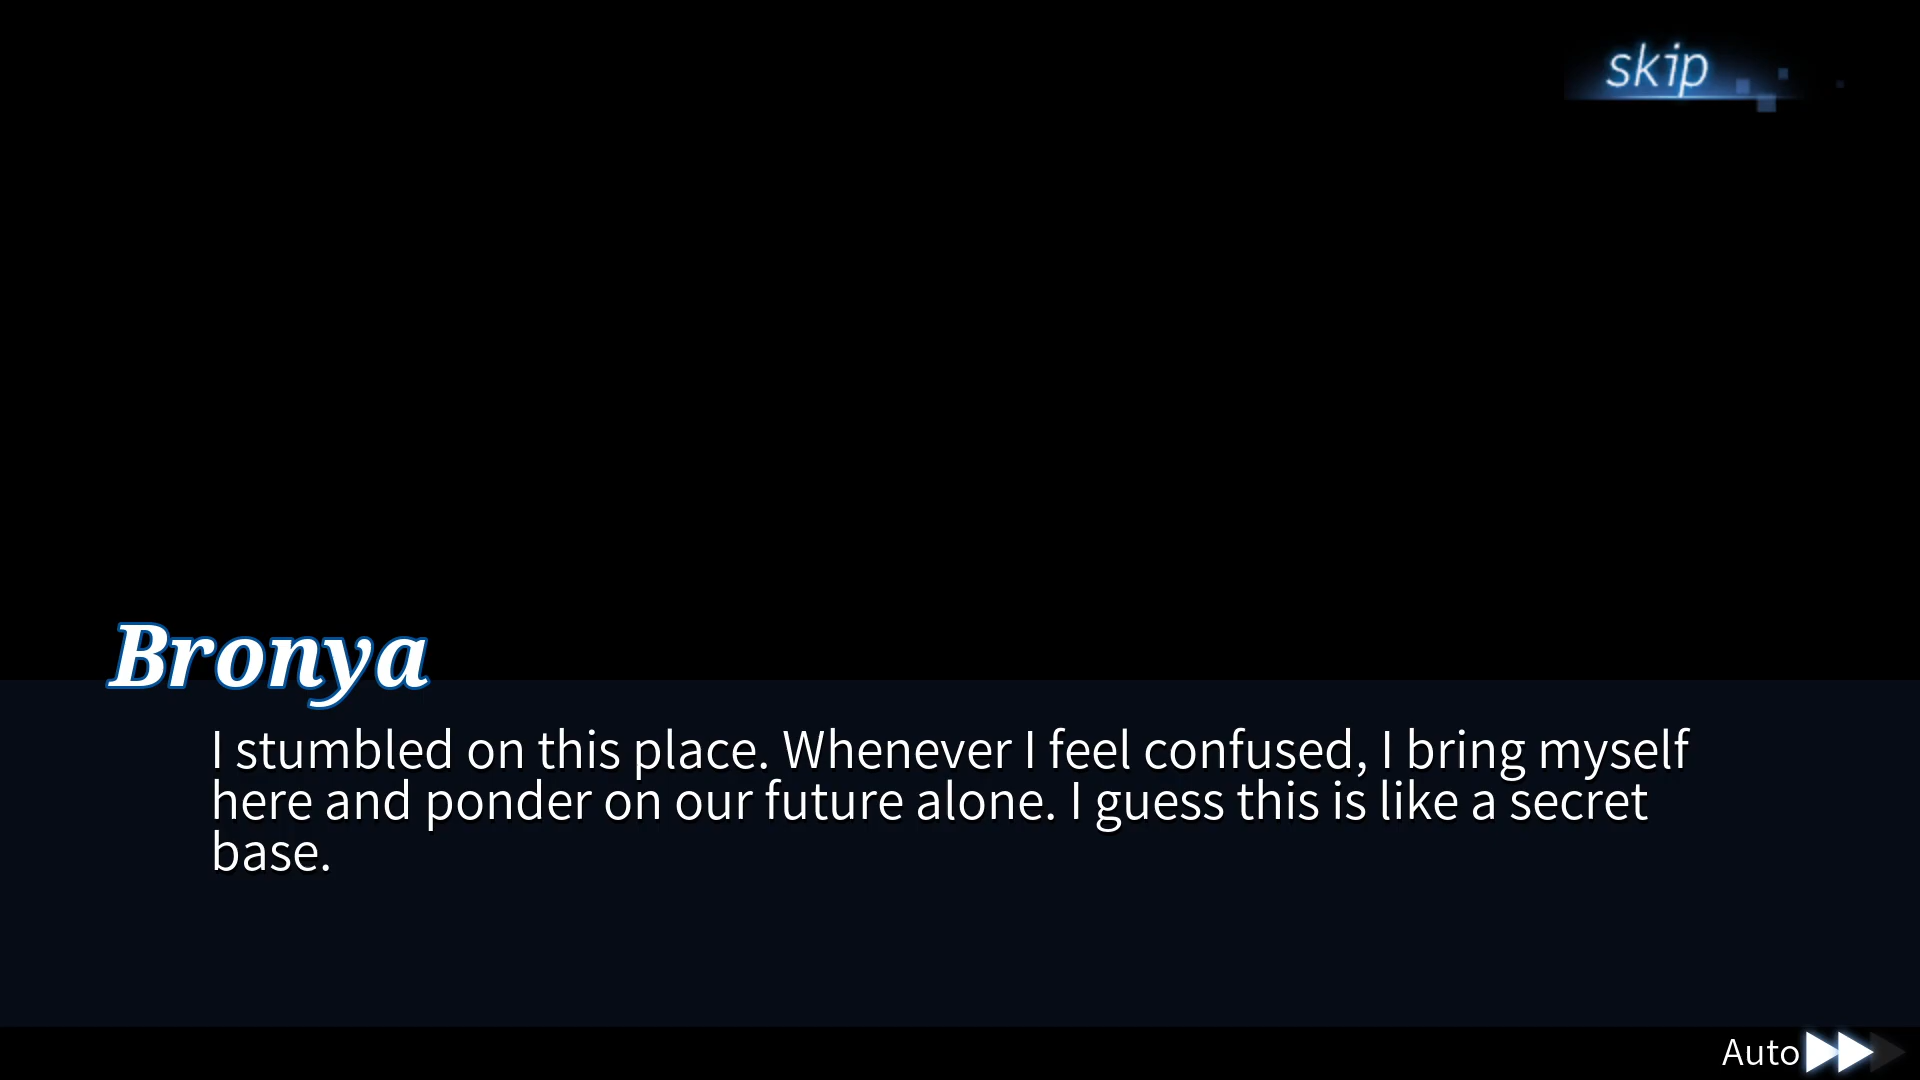 skip
Bronya
I stumbled on this place. Whenever I feel confused, I bring myself
here and ponder on our future alone. I guess this is like a secret
base.
Auto